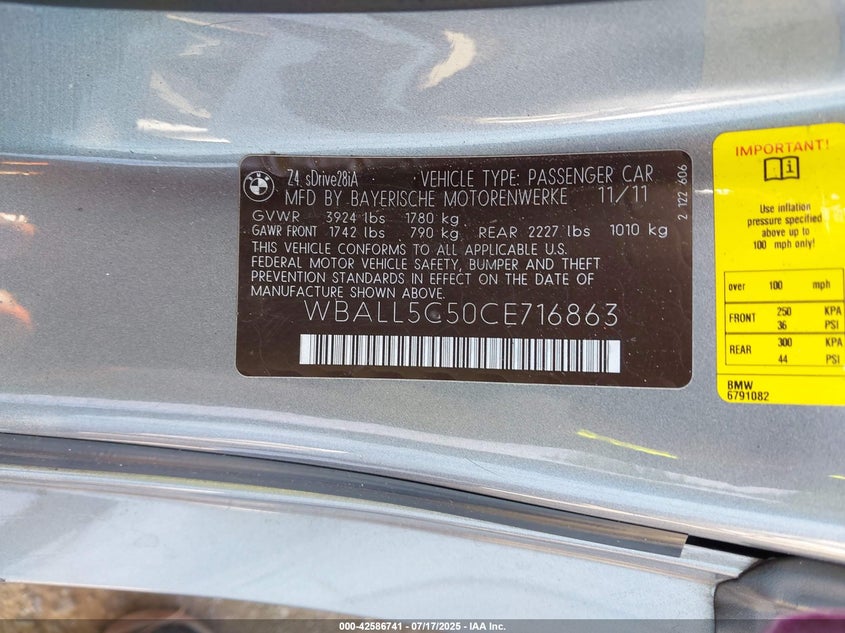 BMW
Z4 sDrive28iA VEHICLE TYPE: PASSENGER CAR
MFD BY BAYERISCHE MOTORENWERKE 11/11
GVWR 3924 lbs 1780 kg
GAWR FRONT 1742 lbs 790 kg REAR 2227 lbs 1010 kg
THIS VEHICLE CONFORMS TO ALL APPLICABLE U.S.
FEDERAL MOTOR VEHICLE SAFETY, BUMPER AND THEFT
PREVENTION STANDARDS IN EFFECT ON THE DATE OF
MANUFACTURE SHOWN ABOVE.
WBALL5C50CE716863
2 122 606
IMPORTANT!
i
Use inflation
pressure specified
above up to
100 mph only!
over 100 mph
FRONT 250 KPA
36 PSI
REAR 300 KPA
44 PSI
BMW
6791082
000-42586741 / 07/17/2025 - IAA Inc.